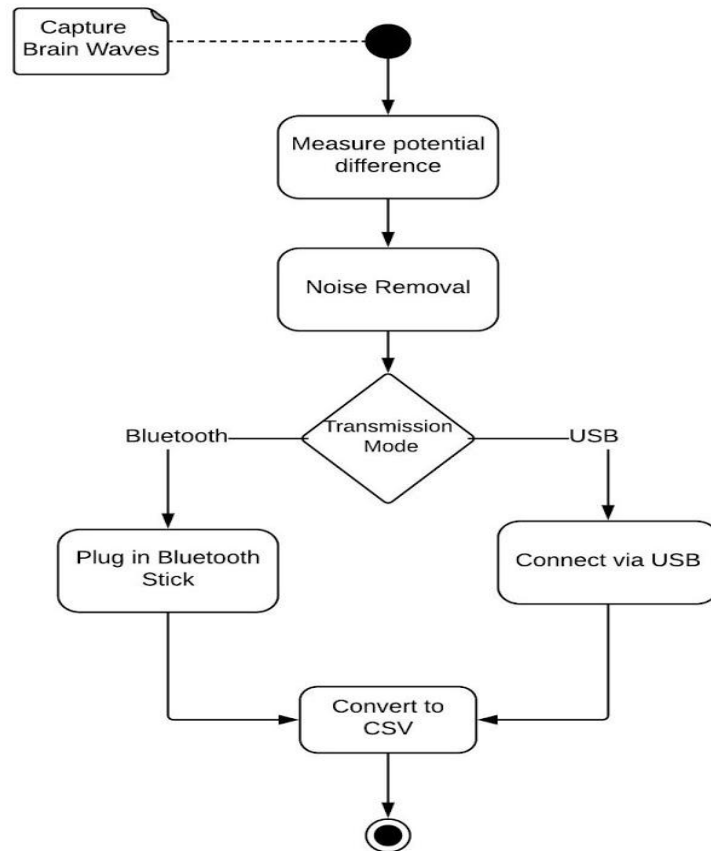 Capture
Brain Waves
Measure potential
difference
Noise Removal
Transmission
Mode
Bluetooth
USB
Plug in Bluetooth
Stick
Connect via USB
Convert to
CSV